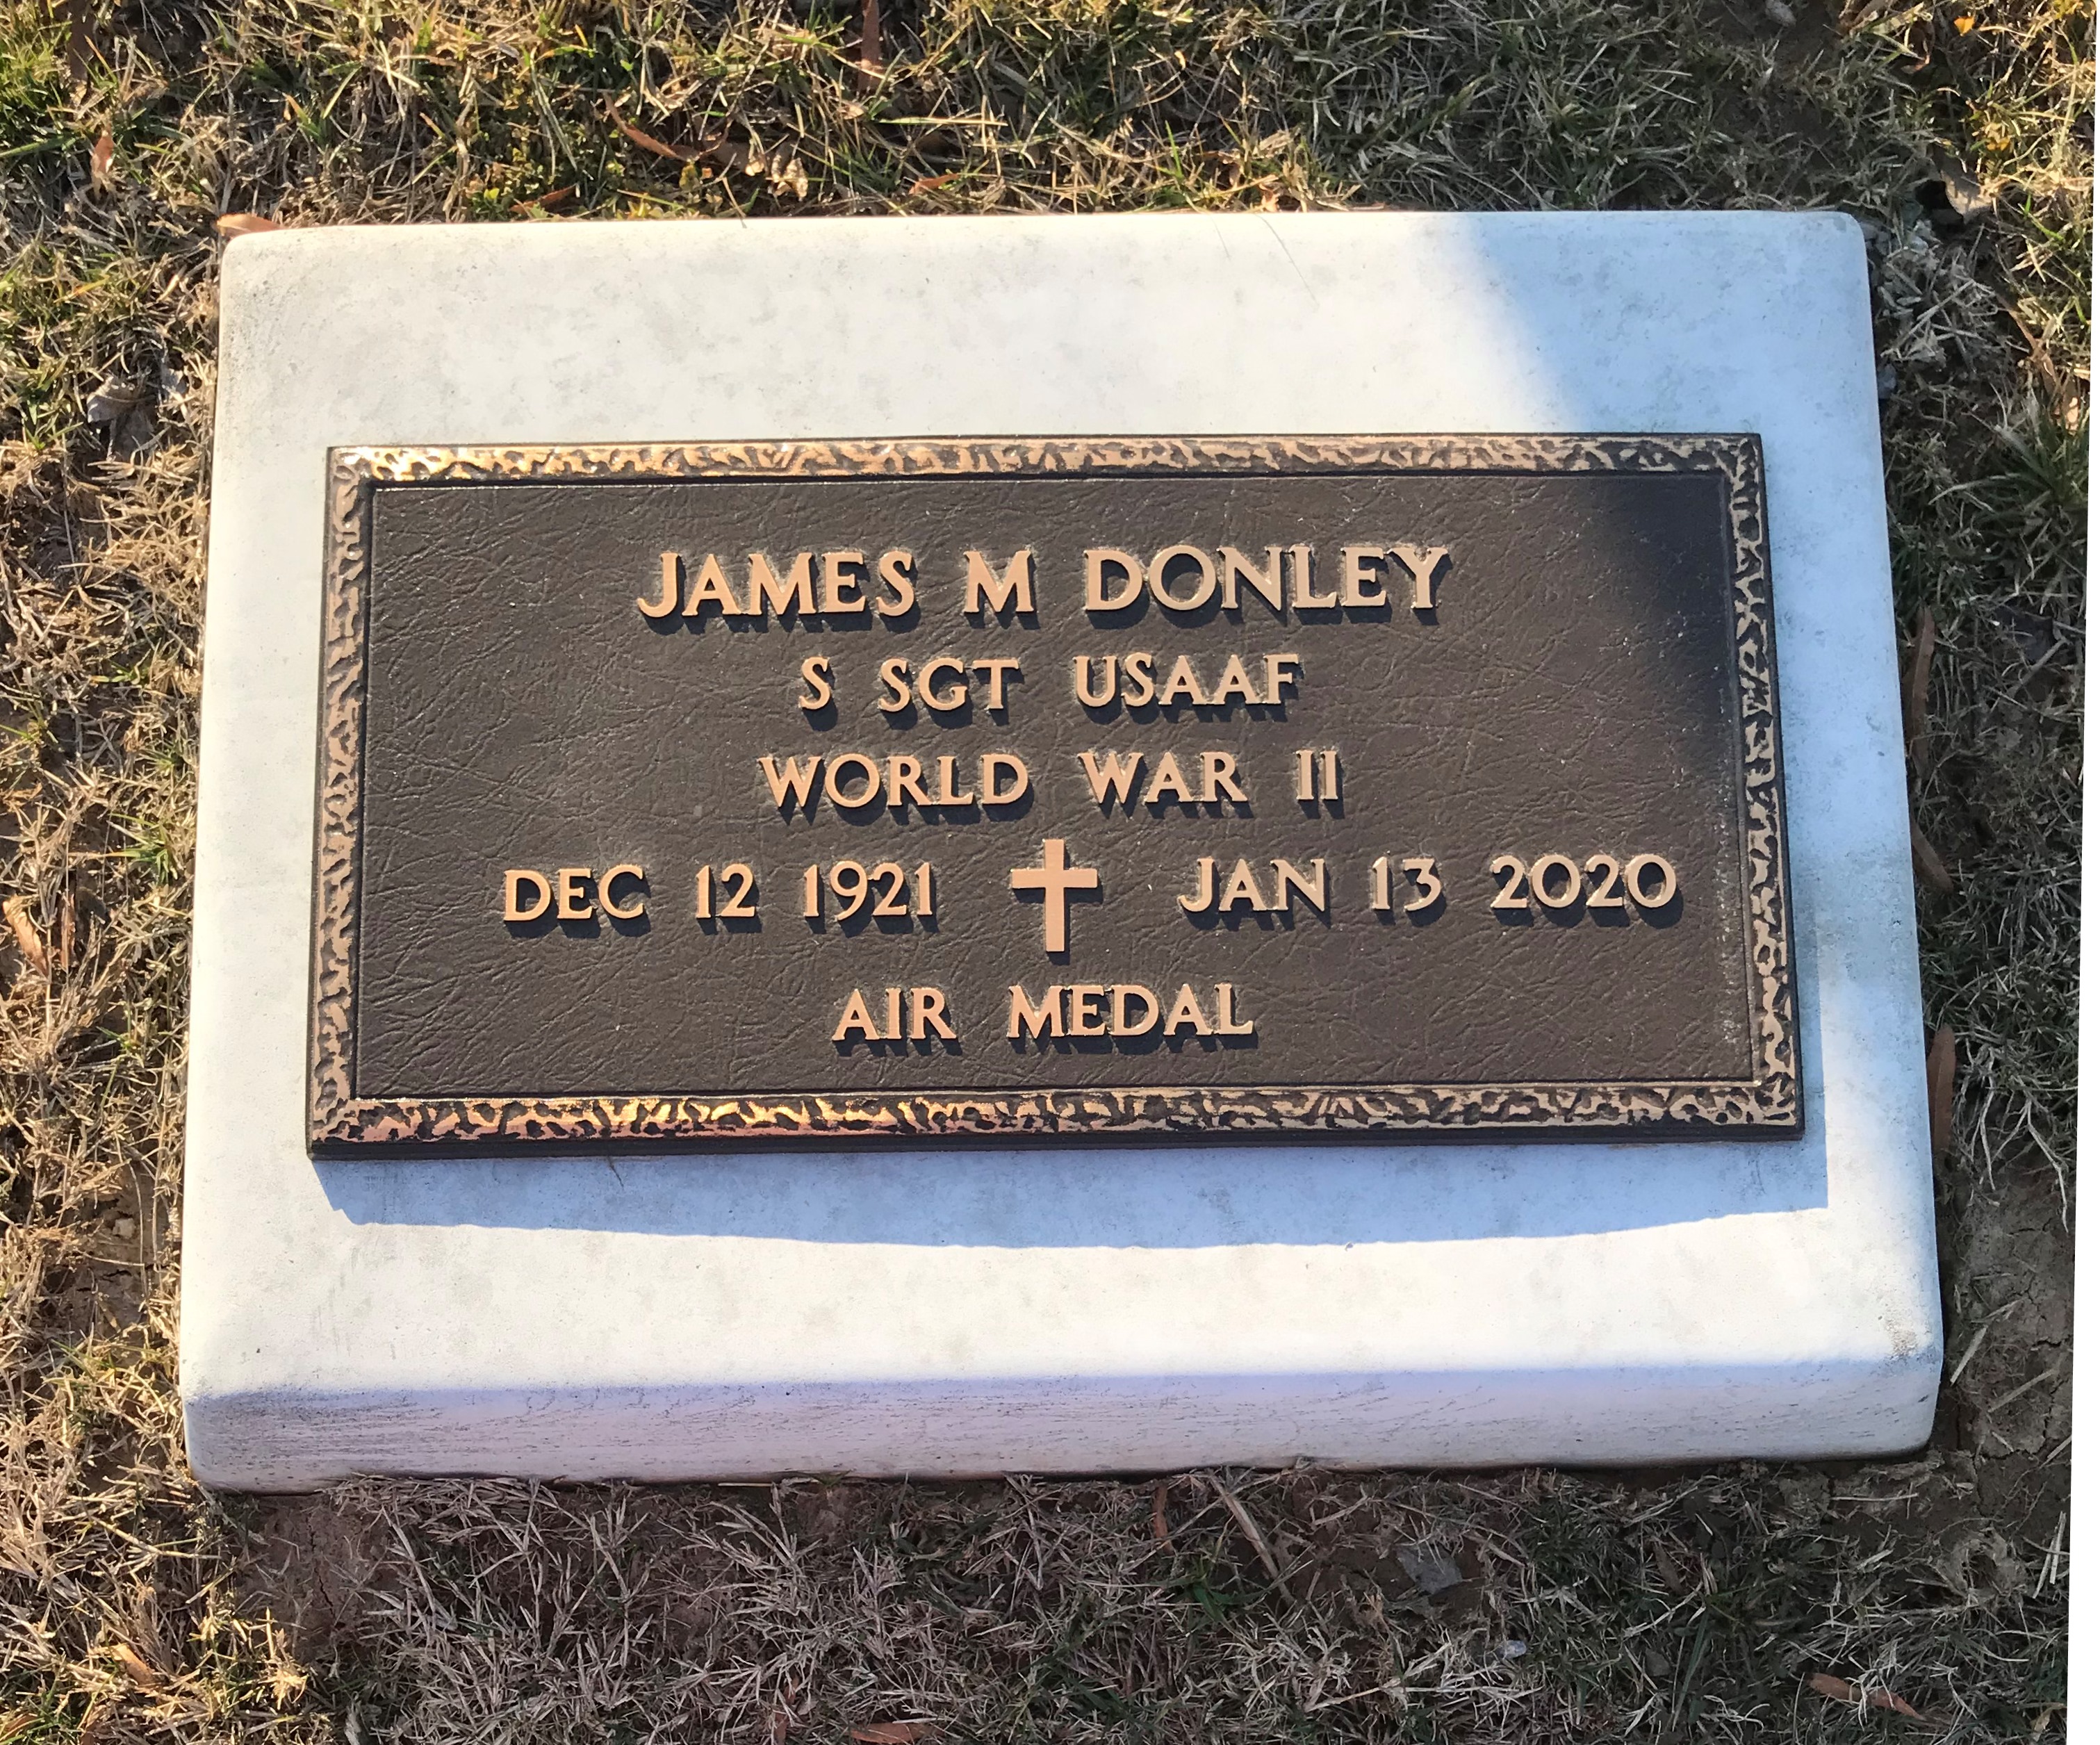 JAMES M DONLEY
S SGT USAAF
WORLD WAR II
DEC 12 1921 JAN 13 2020
AIR MEDAL